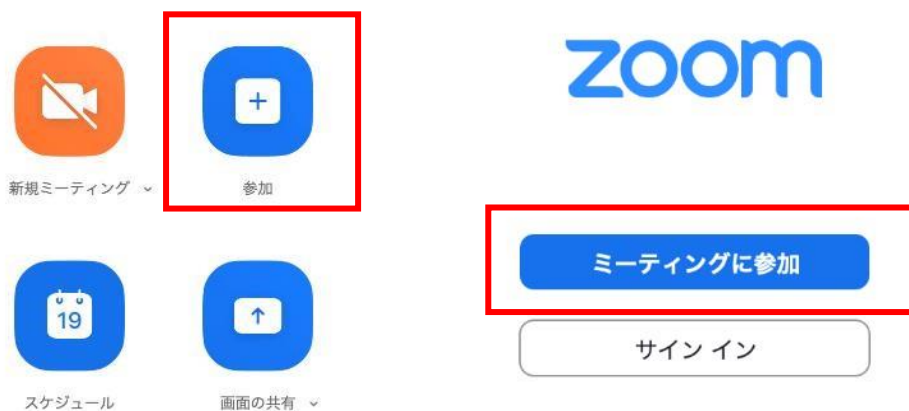 新規ミーティング
参加
19
スケジュール
画面の共有
zoom
ミーティングに参加
サイン イン